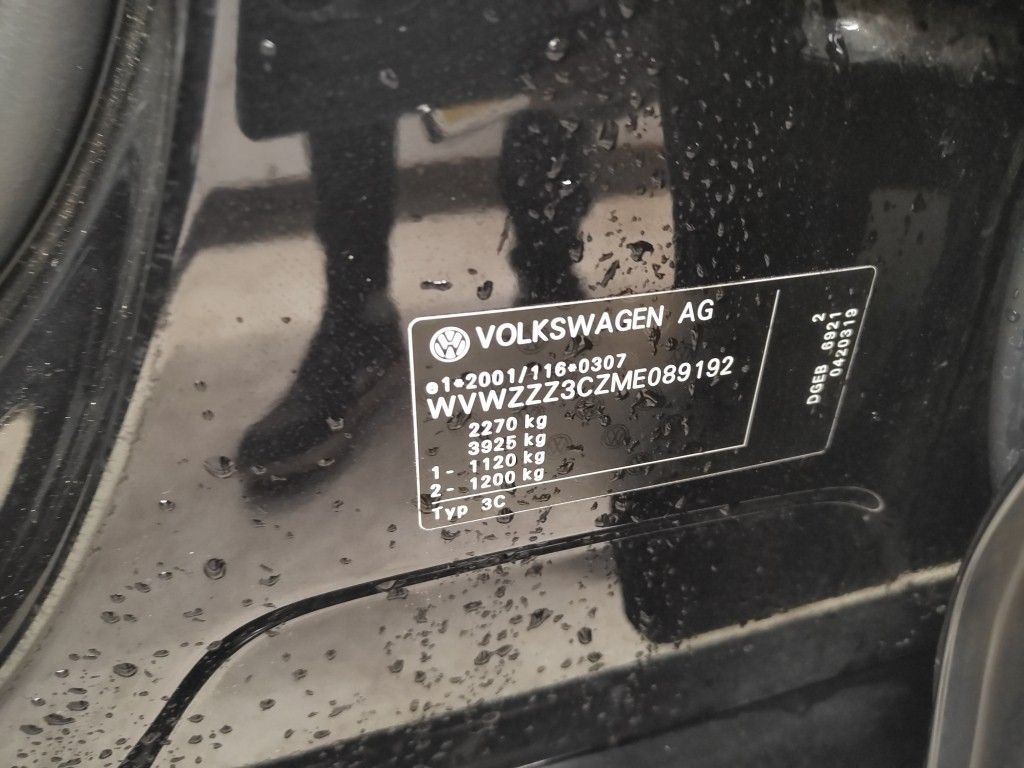 VOLKSWAGEN AG
e1*2001/116*0307
WVWZZZ3CZME089192
2270 kg
3925 kg
1 - 1120 kg
2 - 1200 kg
Typ 3C
DGEB 6921 2
0420319